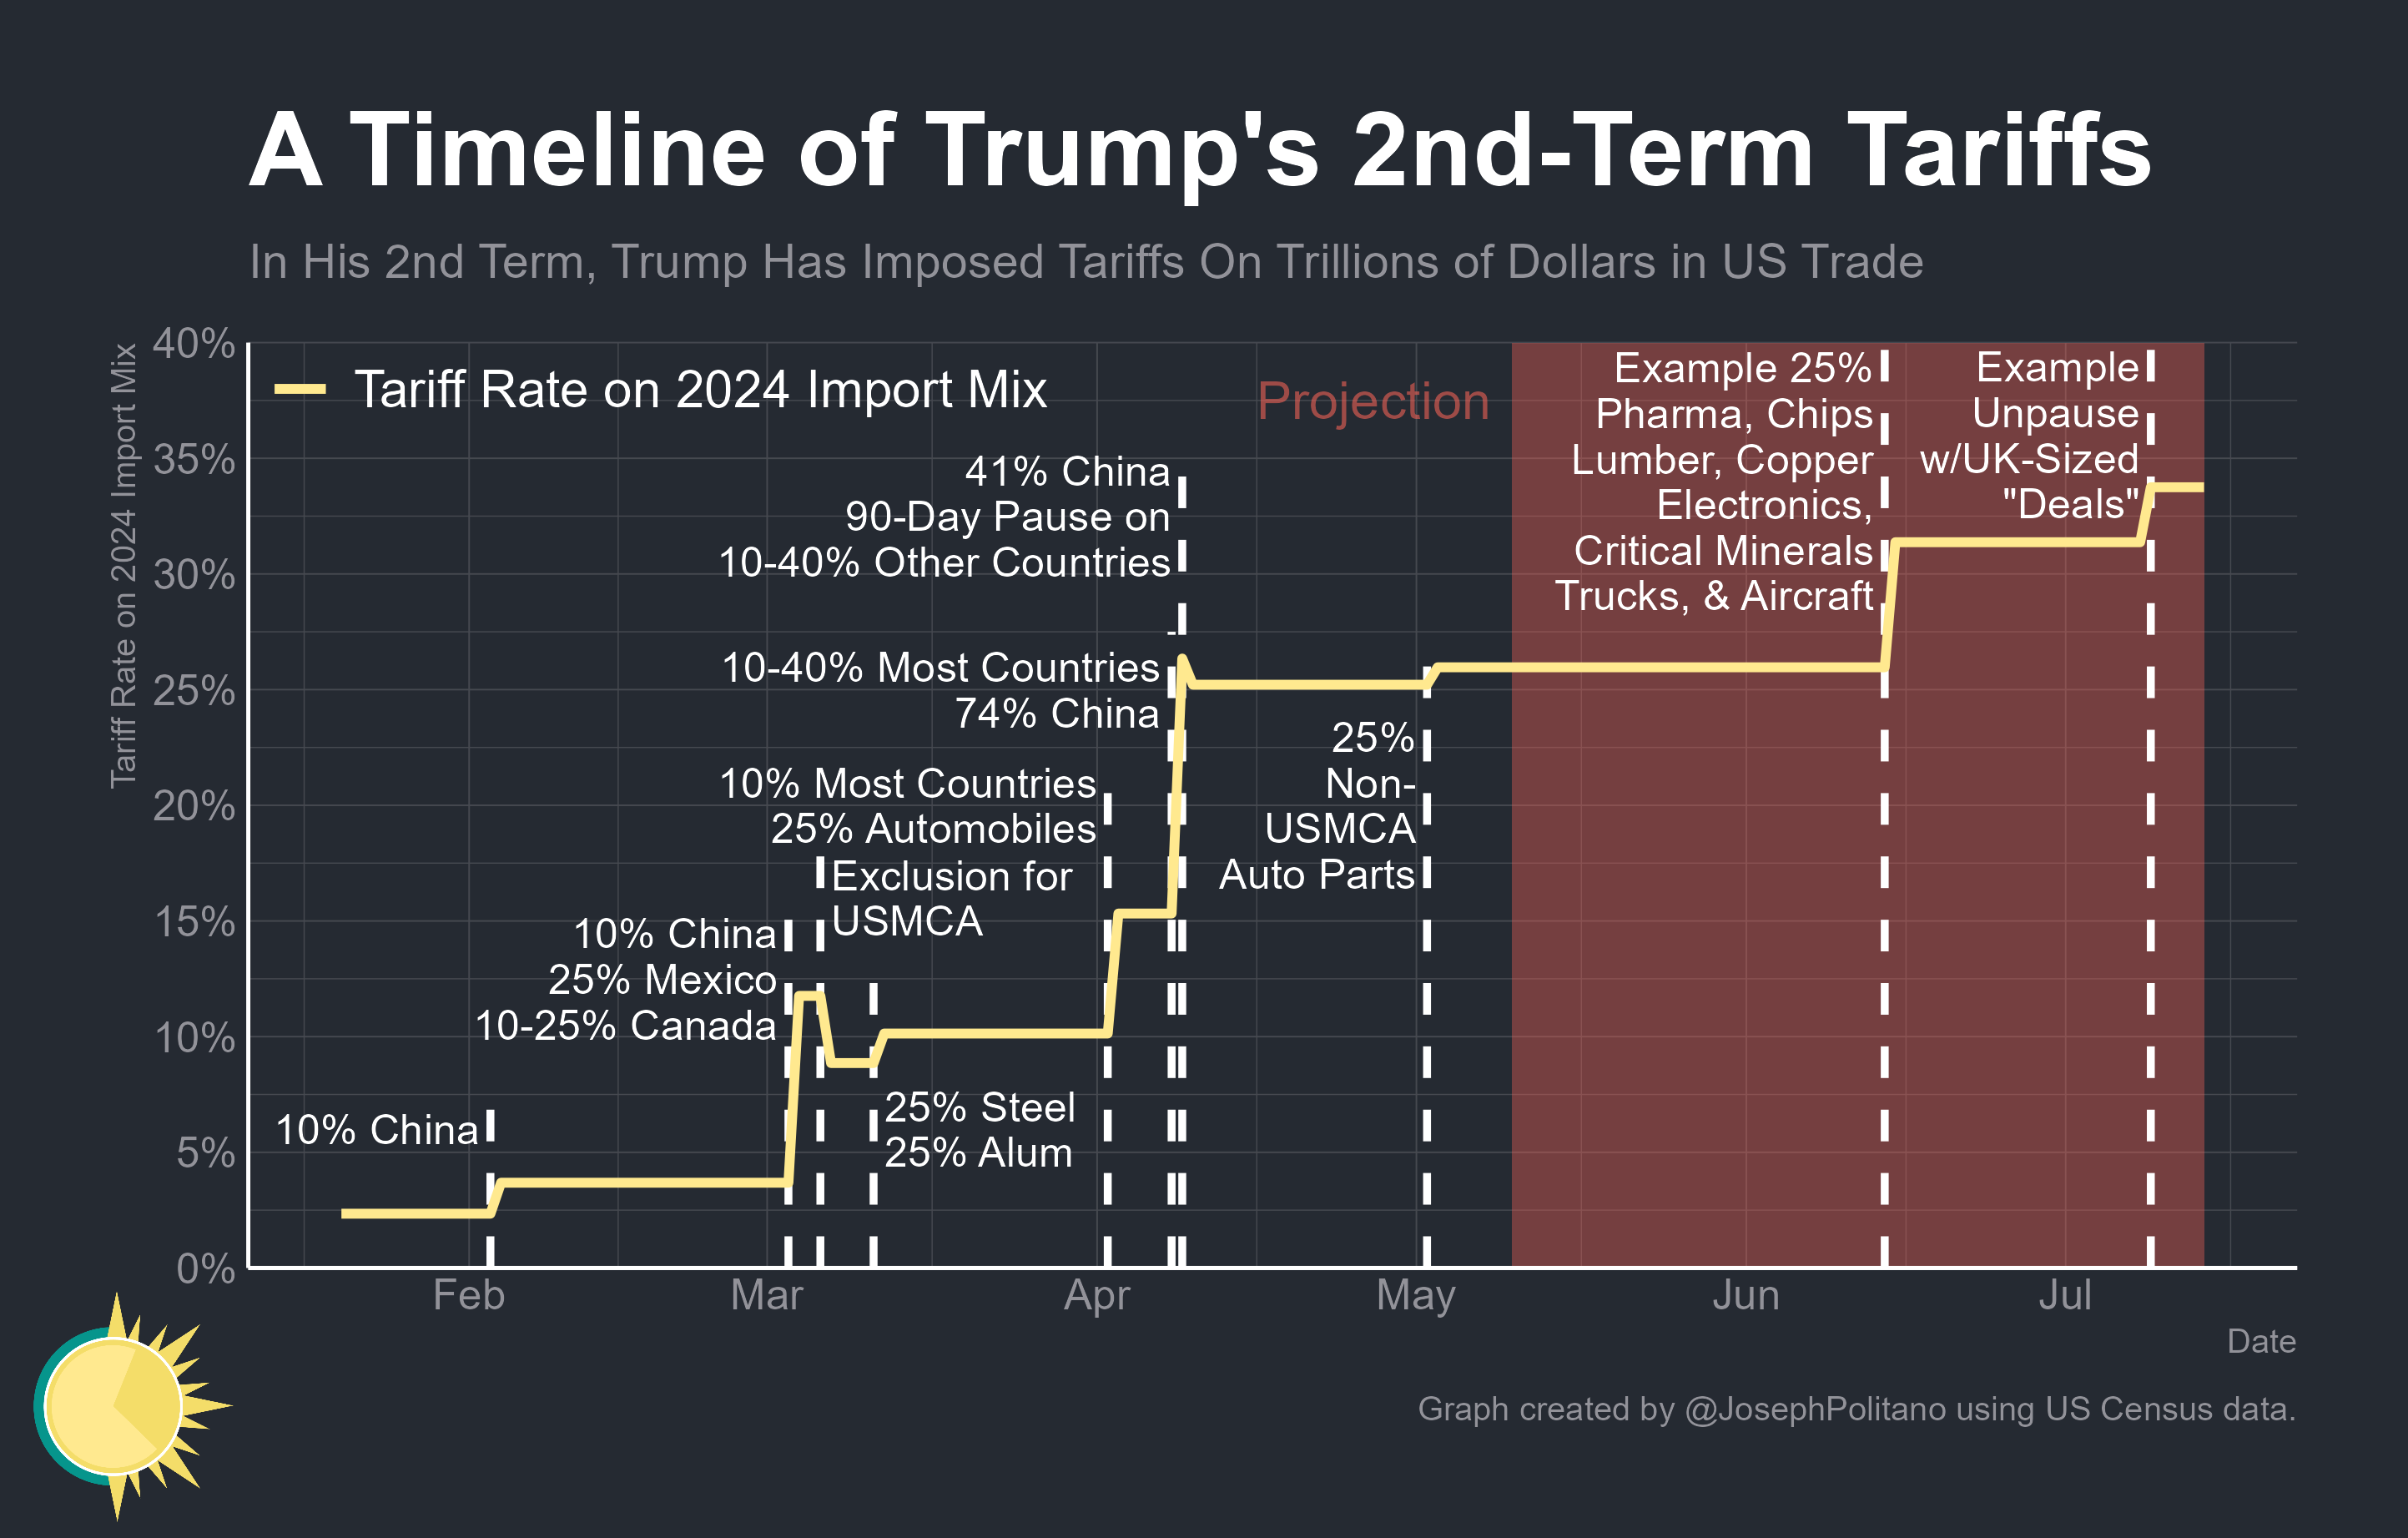 A Timeline of Trump's 2nd-Term Tariffs
In His 2nd Term, Trump Has Imposed Tariffs On Trillions of Dollars in US Trade
Tariff Rate on 2024 Import Mix
40%
35%
30%
25%
20%
15%
10%
5%
0%
Tariff Rate on 2024 Import Mix
Projection
10% China
10% China
25% Mexico
10-25% Canada
Exclusion for
USMCA
25% Steel
25% Alum
10% Most Countries
25% Automobiles
10-40% Most Countries
74% China
41% China
90-Day Pause on
10-40% Other Countries
25%
Non-
USMCA
Auto Parts
Example 25%
Pharma, Chips
Lumber, Copper
Electronics,
Critical Minerals
Trucks, & Aircraft
Example
Unpause
w/UK-Sized
"Deals"
Feb
Mar
Apr
May
Jun
Jul
Date
Graph created by @JosephPolitano using US Census data.